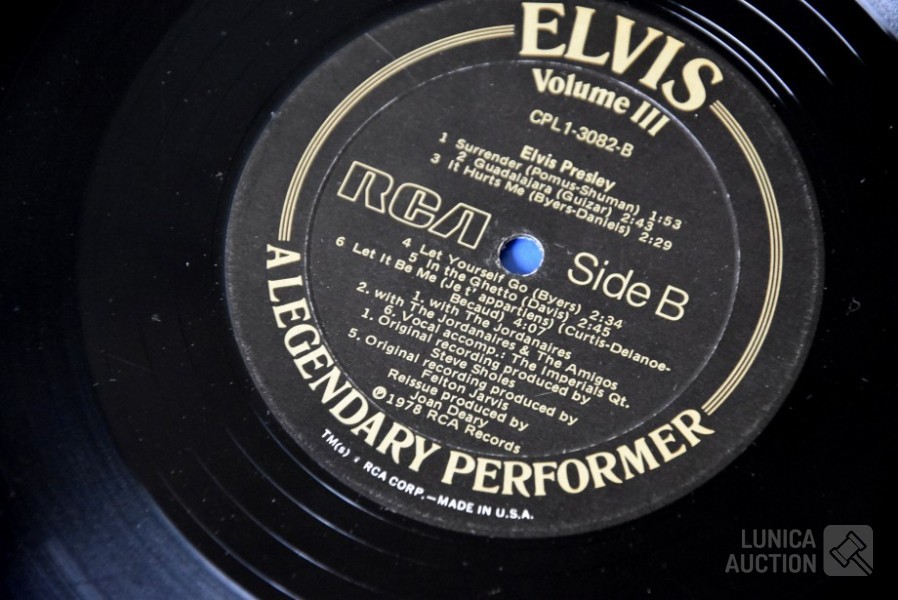 ELVIS
Volume III
CPL1-3082-B
Elvis Presley
1 Surrender (Pomus-Shuman) 1:53
2 Guadalajara (Guizar) 2:43
3 It Hurts Me (Byers-Daniels) 2:29
RCA
Side B
4 Let Yourself Go (Byers) 2:34
5 In the Ghetto (Davis) 2:45
6 Let It Be Me (Je t' appartiens) (Curtis-Delanoe-
Becaud) 4:07
1. with The Jordanaires
2. with The Jordanaires & The Amigos
6. Vocal accomp.: The Imperials Qt.
1. Original recording produced by
Steve Sholes
5. Original recording produced by
Felton Jarvis
Reissue produced by
Joan Deary
℗1978 RCA Records
A LEGENDARY PERFORMER
TM(s) • RCA CORP.—MADE IN U.S.A.
LUNICA
AUCTION